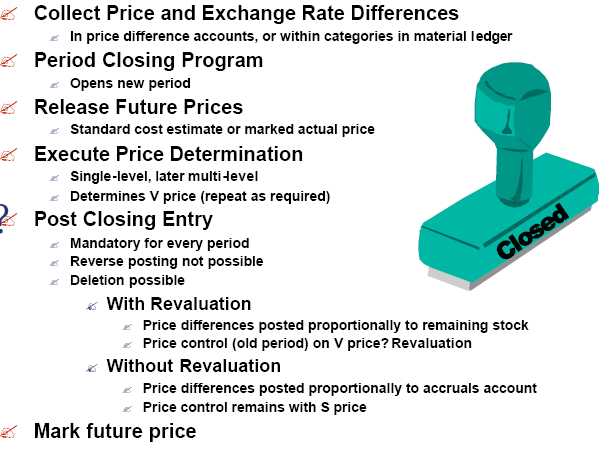 Collect Price and Exchange Rate Differences
In price difference accounts, or within categories in material ledger
Period Closing Program
Opens new period
Release Future Prices
Standard cost estimate or marked actual price
Execute Price Determination
Single-level, later multi-level
Determines V price (repeat as required)
?
Post Closing Entry
Mandatory for every period
Reverse posting not possible
Deletion possible
With Revaluation
Price differences posted proportionally to remaining stock
Price control (old period) on V price? Revaluation
Without Revaluation
Price differences posted proportionally to accruals account
Price control remains with S price
Mark future price
Closed